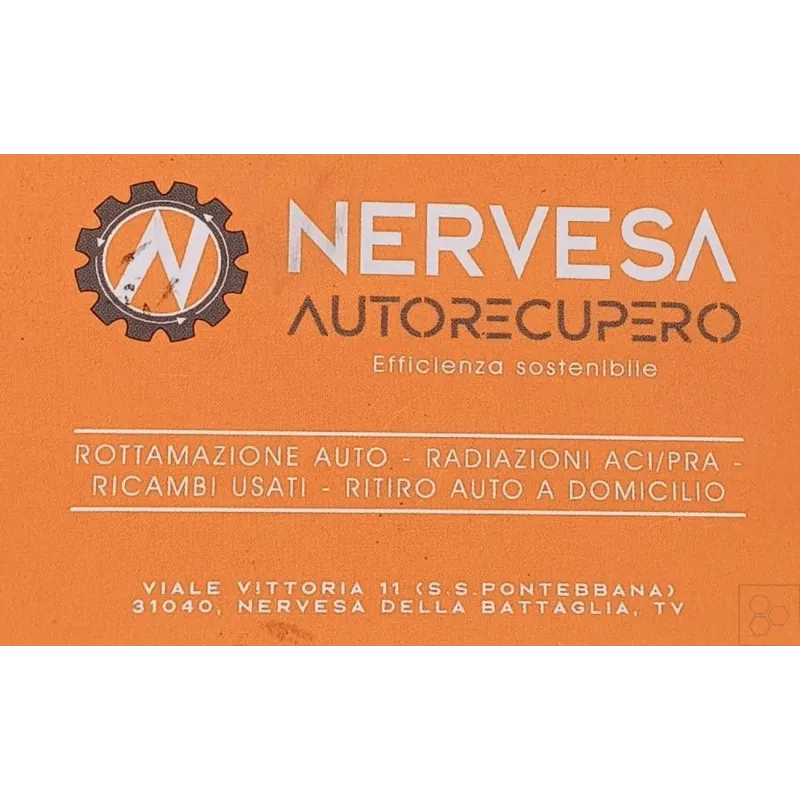 N
NERVESA
AUTORECUPERO
Efficienza sostenibile
ROTTAMAZIONE AUTO - RADIAZIONI ACI/PRA -
RICAMBI USATI - RITIRO AUTO A DOMICILIO
VIALE VITTORIA 11 (S.S.PONTEBBANA)
31040, NERVESA DELLA BATTAGLIA, TV